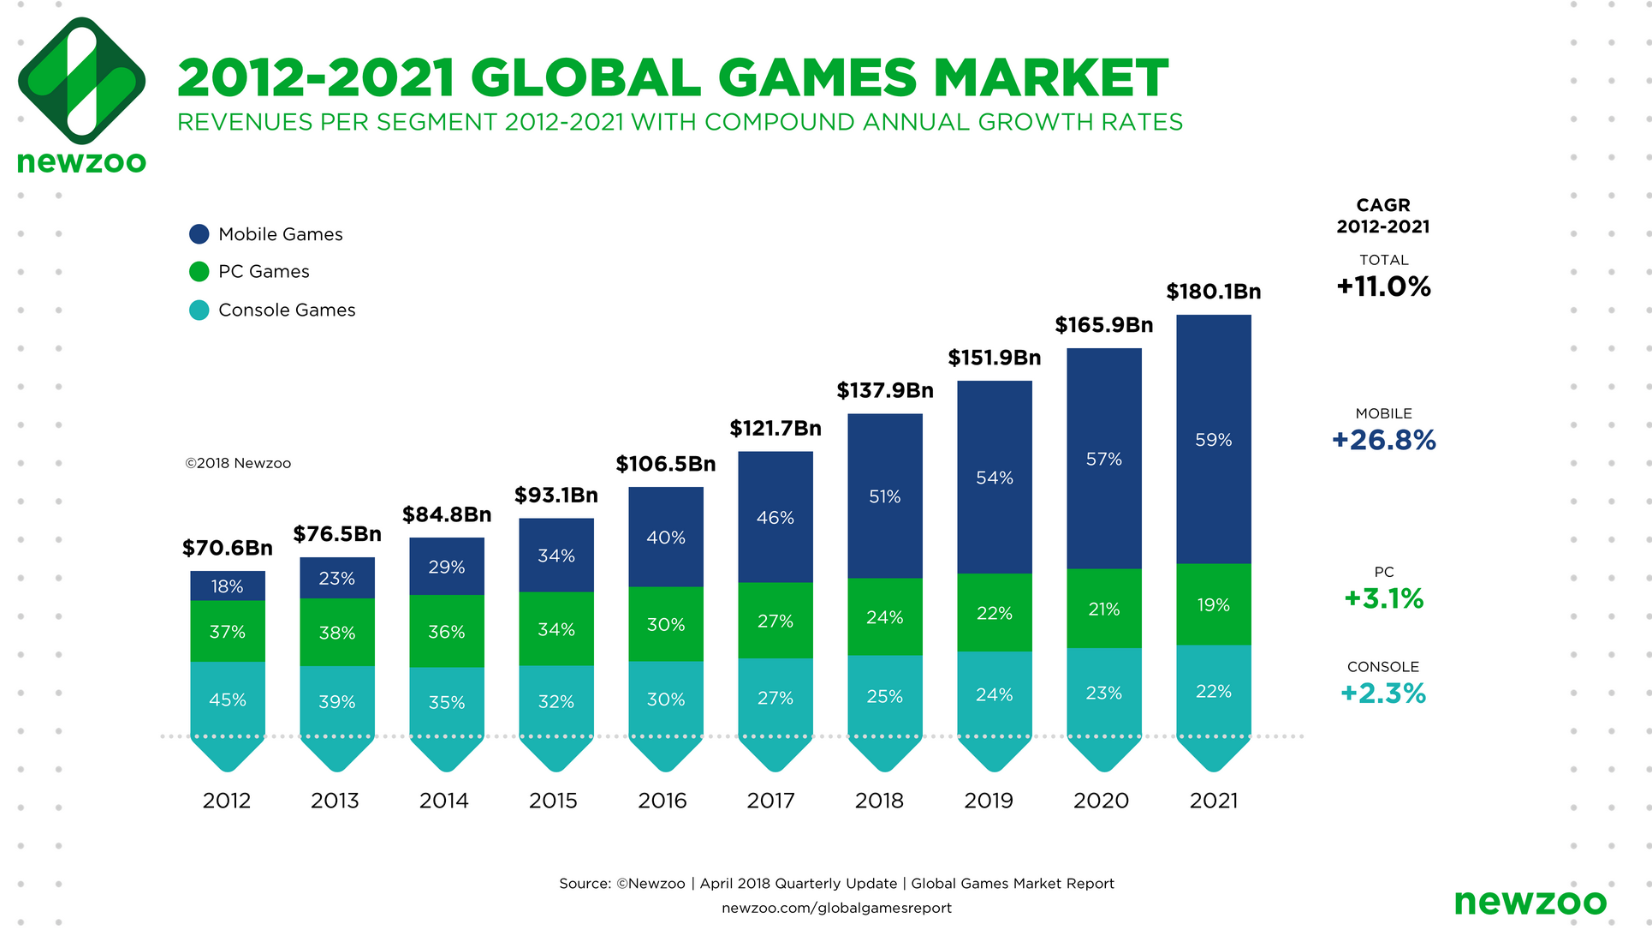 newzoo
2012-2021 GLOBAL GAMES MARKET
REVENUES PER SEGMENT 2012-2021 WITH COMPOUND ANNUAL GROWTH RATES
Mobile Games
PC Games
Console Games
©2018 Newzoo
$70.6Bn
18%
37%
45%
2012
$76.5Bn
23%
38%
39%
2013
$84.8Bn
29%
36%
35%
2014
$93.1Bn
34%
34%
32%
2015
$106.5Bn
40%
30%
30%
2016
$121.7Bn
46%
27%
27%
2017
$137.9Bn
51%
24%
25%
2018
$151.9Bn
54%
22%
24%
2019
$165.9Bn
57%
21%
23%
2020
$180.1Bn
59%
19%
22%
2021
CAGR
2012-2021
TOTAL
+11.0%
MOBILE
+26.8%
PC
+3.1%
CONSOLE
+2.3%
Source: ©Newzoo | April 2018 Quarterly Update | Global Games Market Report
newzoo.com/globalgamesreport
newzoo